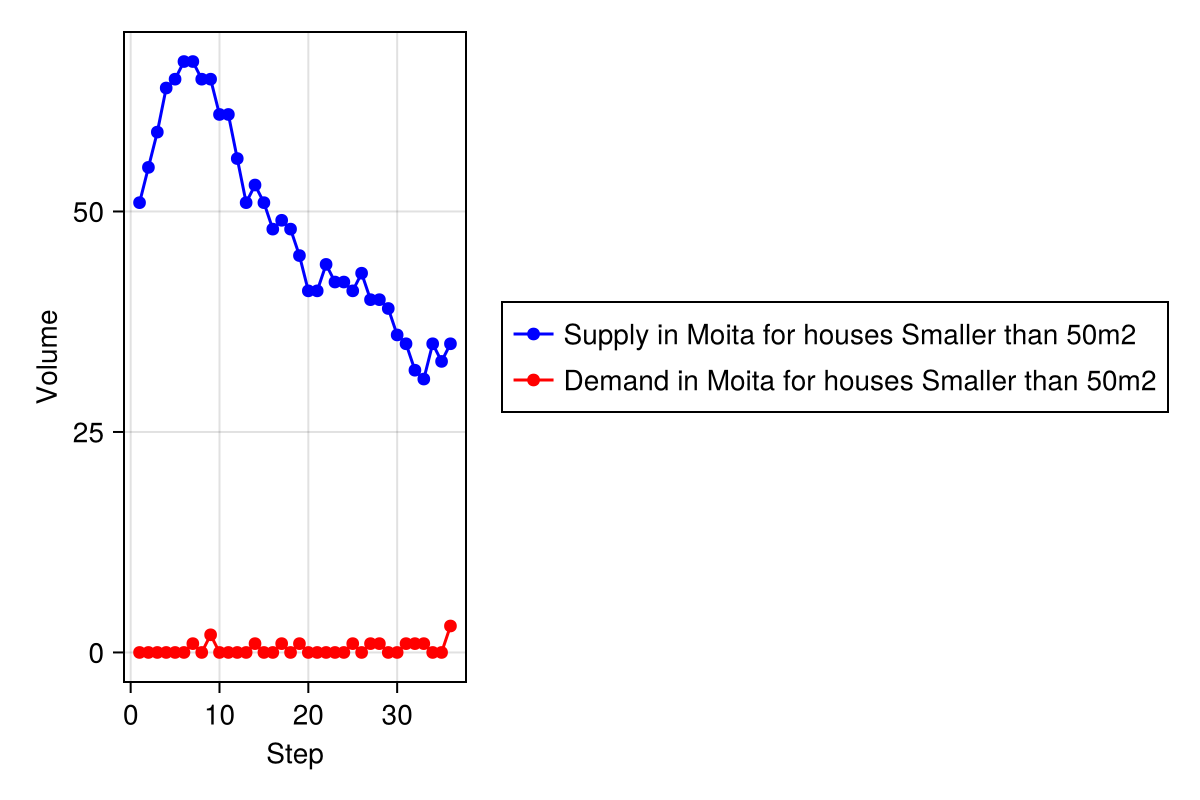 50
25
0
Volume
0 10 20 30
Step
Supply in Moita for houses Smaller than 50m2
Demand in Moita for houses Smaller than 50m2